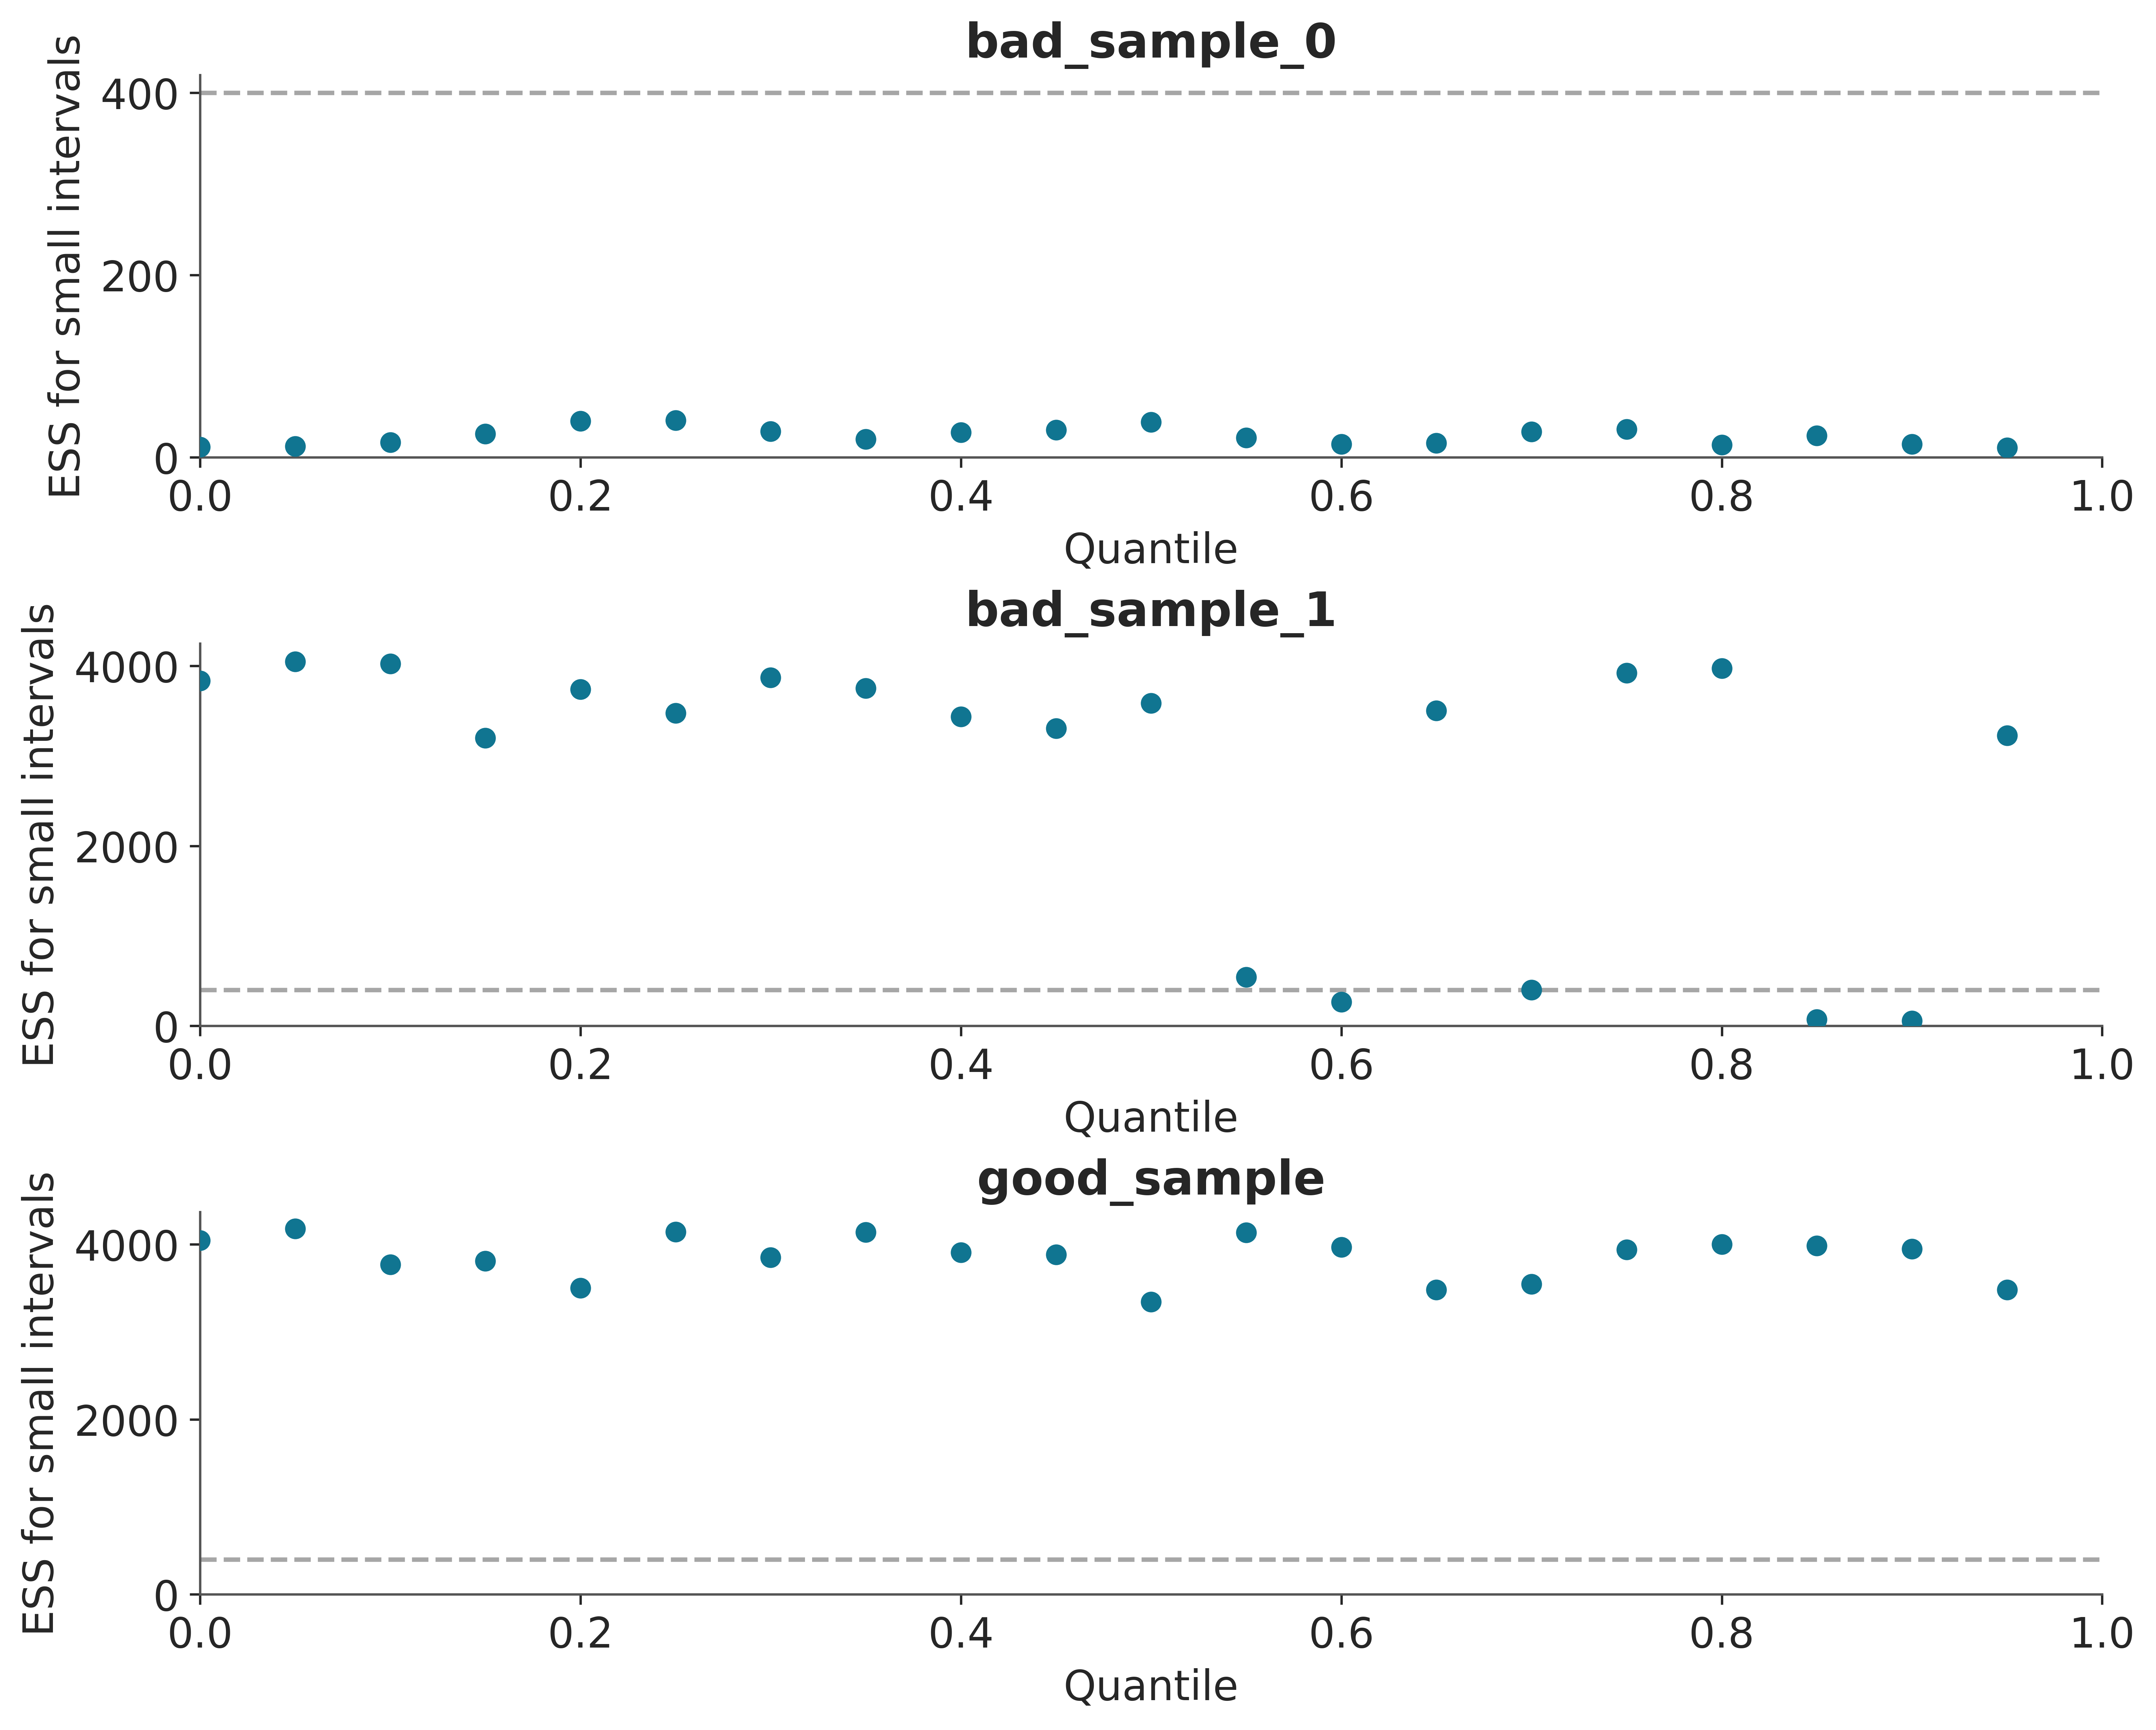 bad_sample_0
ESS for small intervals
400
200
0
0.0 0.2 0.4 0.6 0.8 1.0
Quantile
bad_sample_1
ESS for small intervals
4000
2000
0
0.0 0.2 0.4 0.6 0.8 1.0
Quantile
good_sample
ESS for small intervals
4000
2000
0
0.0 0.2 0.4 0.6 0.8 1.0
Quantile